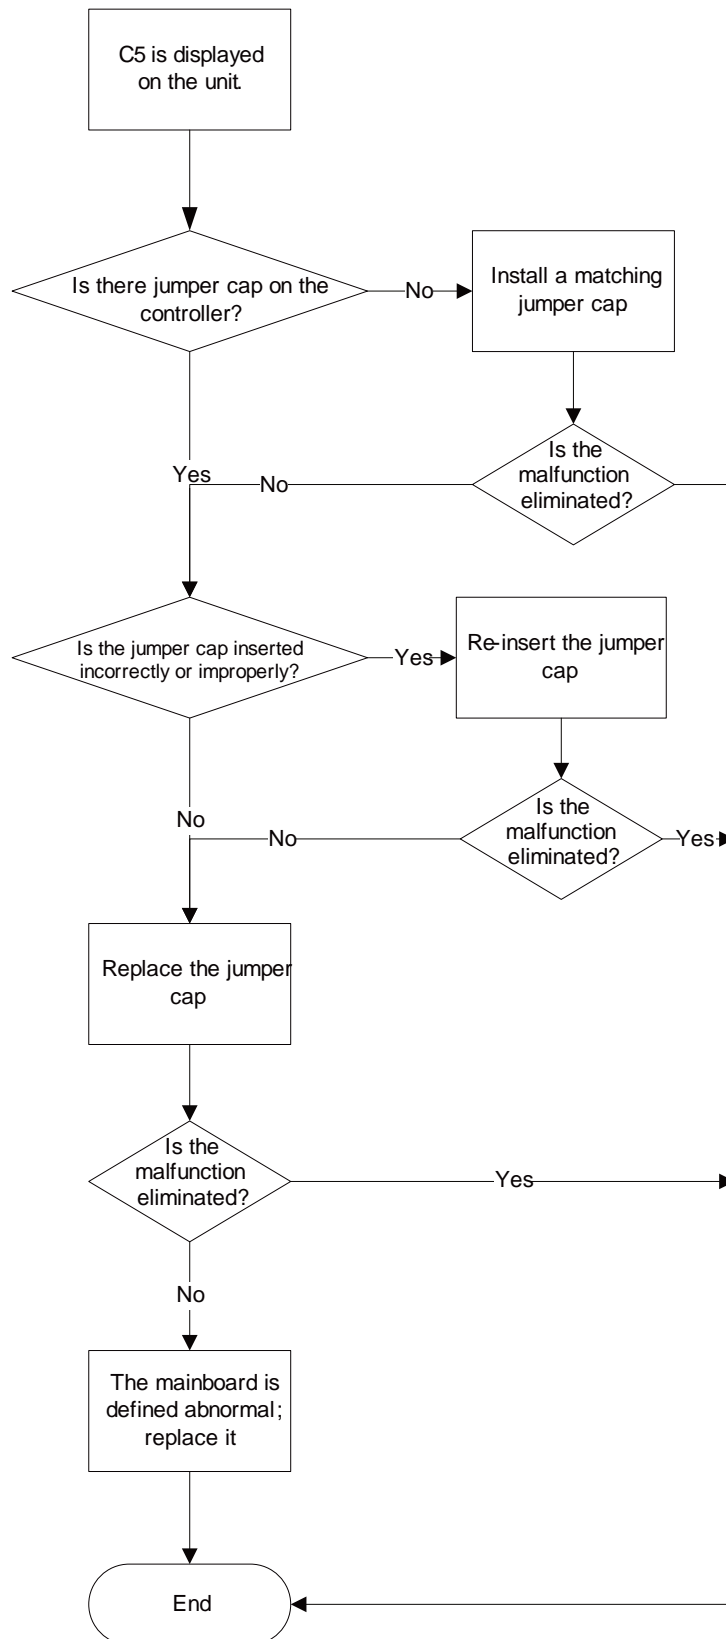 C5 is displayed
on the unit.
Is there jumper cap on the
controller?
No
Install a matching
jumper cap
Yes
No
Is the
malfunction
eliminated?
Is the jumper cap inserted
incorrectly or improperly?
Yes
Re-insert the jumper
cap
No
No
Is the
malfunction
eliminated?
Yes
Replace the jumper
cap
Is the
malfunction
eliminated?
Yes
No
The mainboard is
defined abnormal;
replace it
End